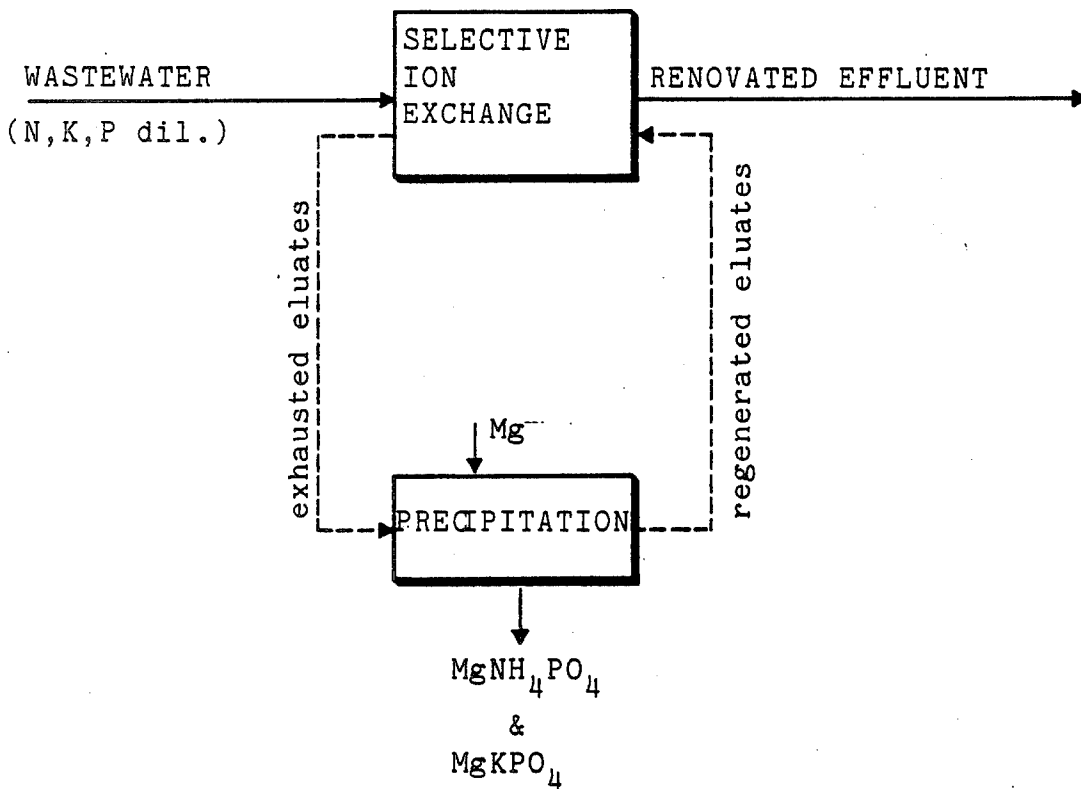 SELECTIVE
ION
EXCHANGE
WASTEWATER
(N,K,P dil.)
RENOVATED EFFLUENT
exhausted eluates
regenerated eluates
Mg
PRECIPITATION
MgNH₄PO₄
&
MgKPO₄